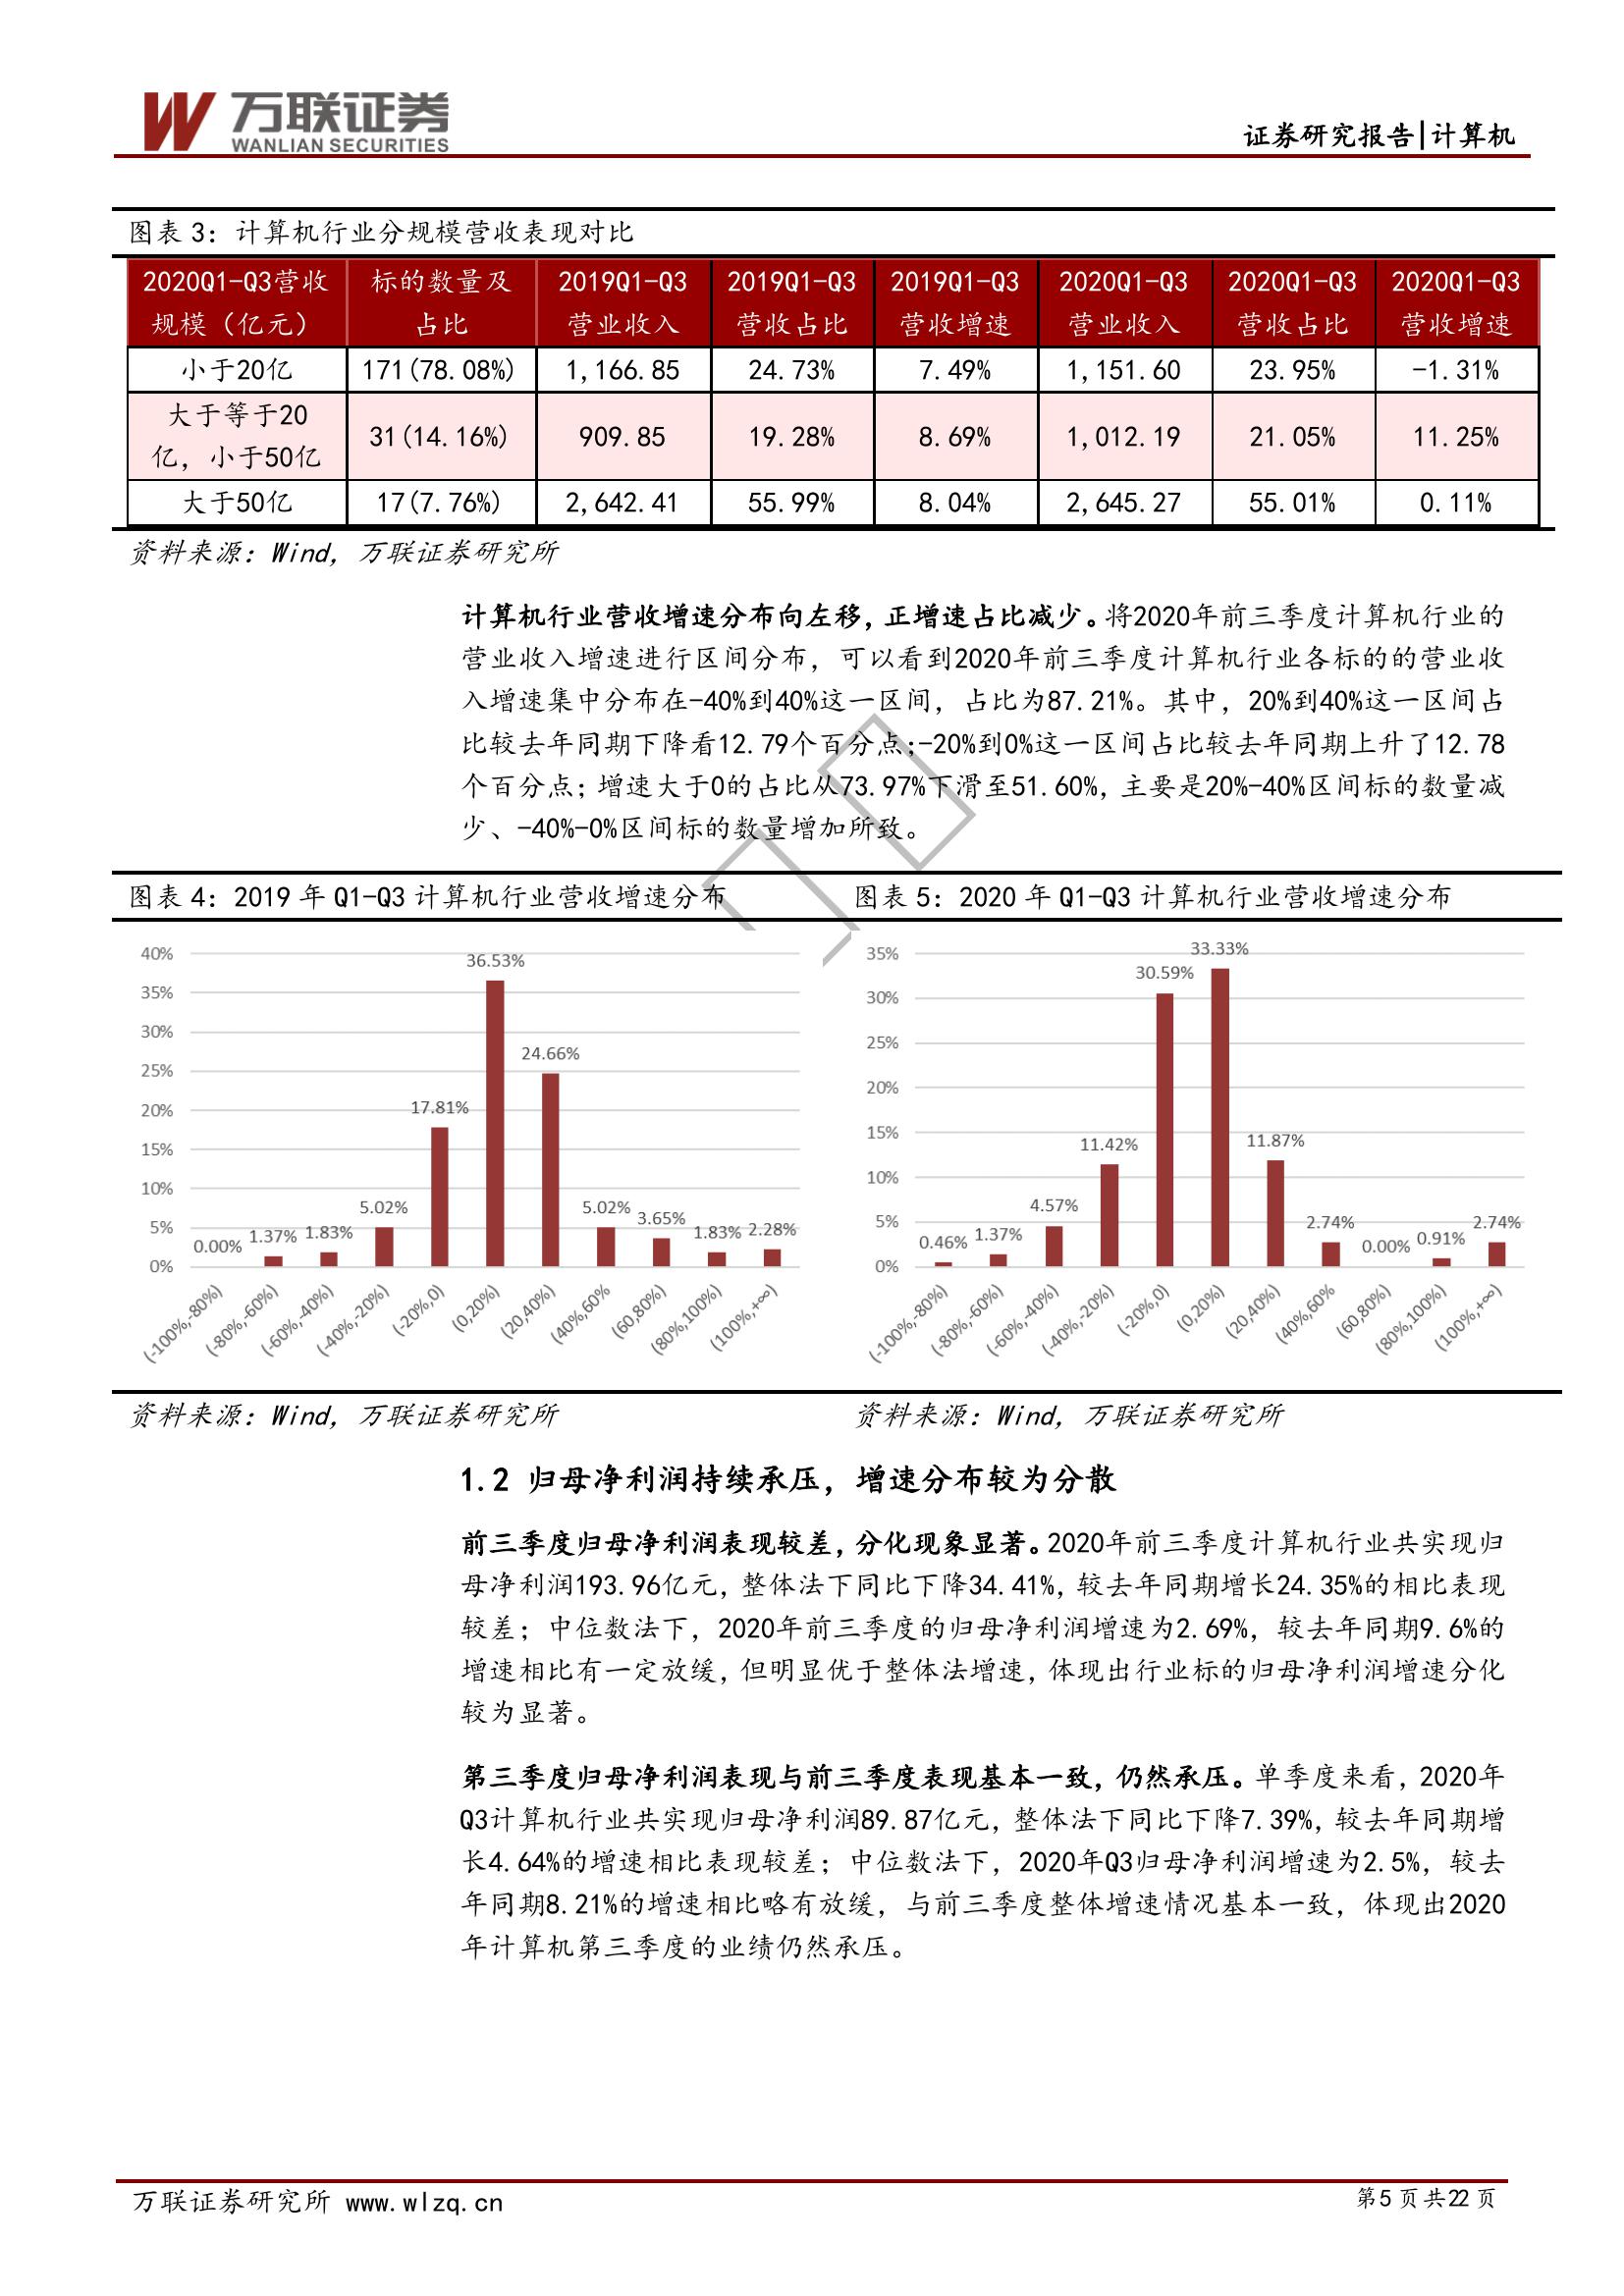 万联证券
WANLIAN SECURITIES
证券研究报告|计算机
图表 3：计算机行业分规模营收表现对比
2020Q1-Q3营收规模（亿元） 标的数量及占比 2019Q1-Q3营业收入 2019Q1-Q3营收占比 2019Q1-Q3营收增速 2020Q1-Q3营业收入 2020Q1-Q3营收占比 2020Q1-Q3营收增速
小于20亿 171(78.08%) 1,166.85 24.73% 7.49% 1,151.60 23.95% -1.31%
大于等于20亿，小于50亿 31(14.16%) 909.85 19.28% 8.69% 1,012.19 21.05% 11.25%
大于50亿 17(7.76%) 2,642.41 55.99% 8.04% 2,645.27 55.01% 0.11%
资料来源：Wind，万联证券研究所
计算机行业营收增速分布向左移，正增速占比减少。将2020年前三季度计算机行业的
营业收入增速进行区间分布，可以看到2020年前三季度计算机行业各标的的营业收
入增速集中分布在-40%到40%这一区间，占比为87.21%。其中，20%到40%这一区间占
比较去年同期下降看12.79个百分点；-20%到0%这一区间占比较去年同期上升了12.78
个百分点；增速大于0的占比从73.97%下滑至51.60%，主要是20%-40%区间标的数量减
少、-40%-0%区间标的数量增加所致。
图表 4：2019 年 Q1-Q3 计算机行业营收增速分布
40%
35%
30%
25%
20%
15%
10%
5%
0%
0.00% 1.37% 1.83% 5.02% 17.81% 36.53% 24.66% 5.02% 3.65% 1.83% 2.28%
(-100%,-80%) (-80%,-60%) (-60%,-40%) (-40%,-20%) (-20%,0) (0,20%) (20,40%) (40%,60% (60,80%) (80%,100%) (100%,+∞)
资料来源：Wind，万联证券研究所
图表 5：2020 年 Q1-Q3 计算机行业营收增速分布
35%
30%
25%
20%
15%
10%
5%
0%
0.46% 1.37% 4.57% 11.42% 30.59% 33.33% 11.87% 2.74% 0.00% 0.91% 2.74%
(-100%,-80%) (-80%,-60%) (-60%,-40%) (-40%,-20%) (-20%,0) (0,20%) (20,40%) (40%,60% (60,80%) (80%,100%) (100%,+∞)
资料来源：Wind，万联证券研究所
1.2 归母净利润持续承压，增速分布较为分散
前三季度归母净利润表现较差，分化现象显著。2020年前三季度计算机行业共实现归
母净利润193.96亿元，整体法下同比下降34.41%，较去年同期增长24.35%的相比表现
较差；中位数法下，2020年前三季度的归母净利润增速为2.69%，较去年同期9.6%的
增速相比有一定放缓，但明显优于整体法增速，体现出行业标的归母净利润增速分化
较为显著。
第三季度归母净利润表现与前三季度表现基本一致，仍然承压。单季度来看，2020年
Q3计算机行业共实现归母净利润89.87亿元，整体法下同比下降7.39%，较去年同期增
长4.64%的增速相比表现较差；中位数法下，2020年Q3归母净利润增速为2.5%，较去
年同期8.21%的增速相比略有放缓，与前三季度整体增速情况基本一致，体现出2020
年计算机第三季度的业绩仍然承压。
万联证券研究所 www.wlzq.cn
第5 页 共22 页